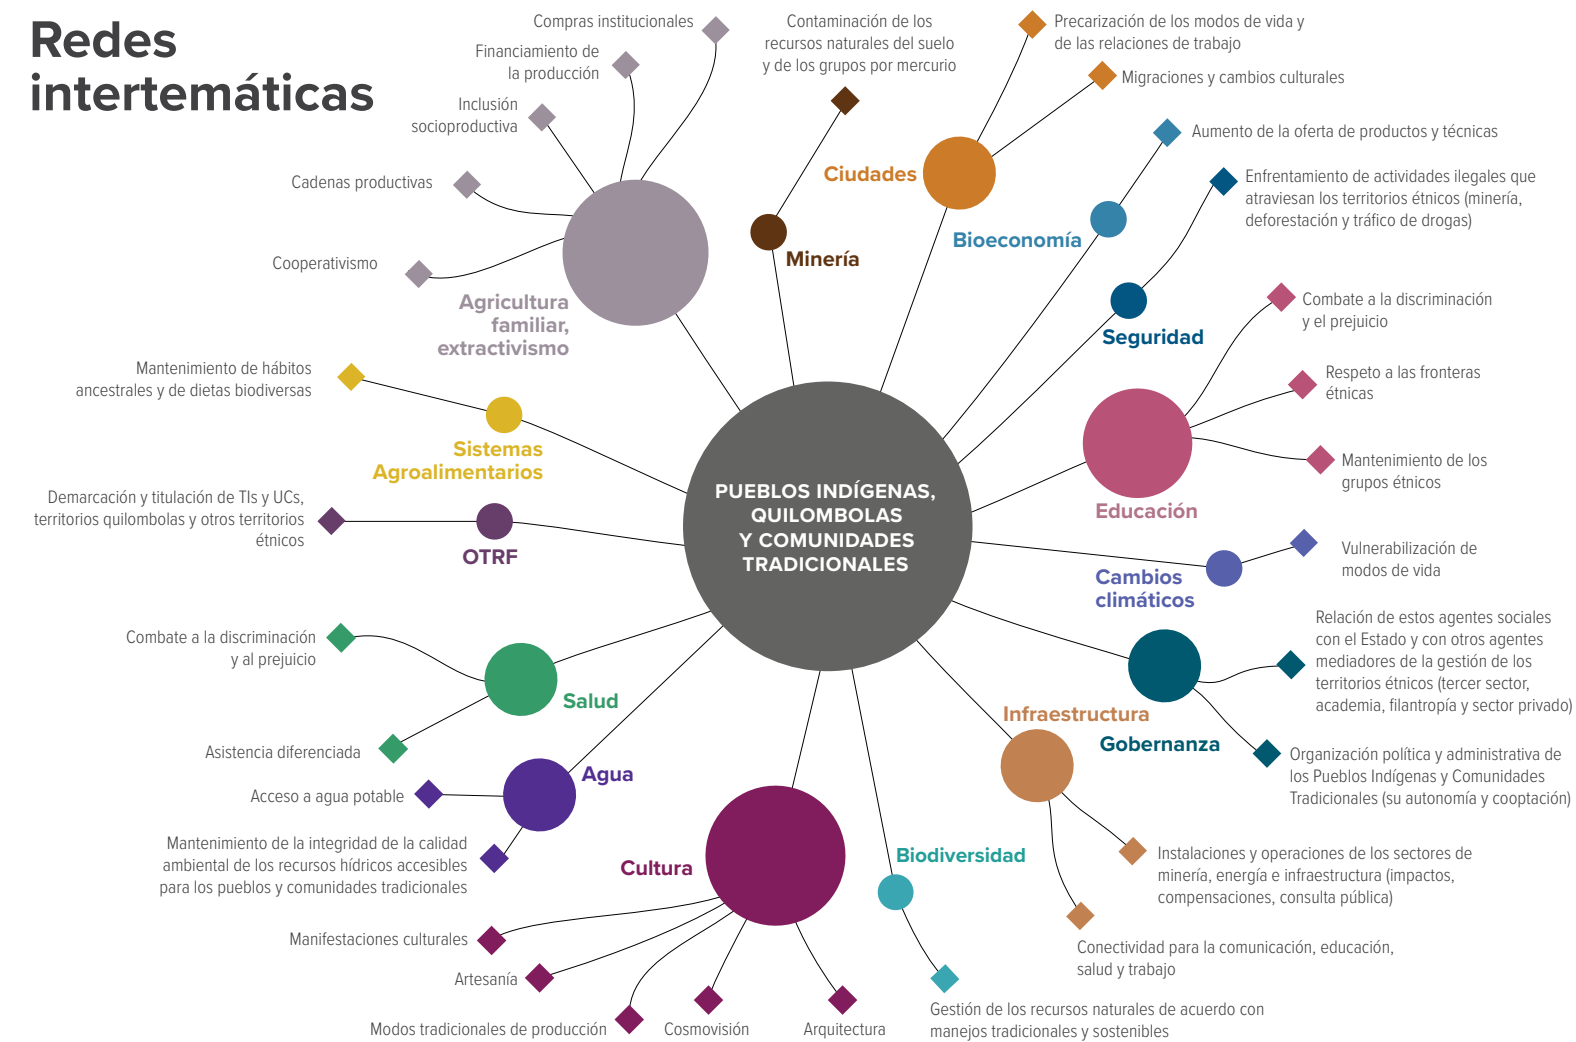 Redes
intertemáticas
Compras institucionales
Financiamiento de
la producción
Inclusión
socioproductiva
Cadenas productivas
Cooperativismo
Agricultura
familiar,
extractivismo
Contaminación de los
recursos naturales del suelo
y de los grupos por mercurio
Minería
Precarización de los modos de vida y
de las relaciones de trabajo
Migraciones y cambios culturales
Ciudades
Aumento de la oferta de productos y técnicas
Bioeconomía
Enfrentamiento de actividades ilegales que
atraviesan los territorios étnicos (minería,
deforestación y tráfico de drogas)
Seguridad
Combate a la discriminación
y el prejuicio
Respeto a las fronteras
étnicas
Mantenimiento de los
grupos étnicos
Educación
Mantenimiento de hábitos
ancestrales y de dietas biodiversas
Sistemas
Agroalimentarios
Demarcación y titulación de TIs y UCs,
territorios quilombolas y otros territorios
étnicos
OTRF
PUEBLOS INDÍGENAS,
QUILOMBOLAS
Y COMUNIDADES
TRADICIONALES
Cambios
climáticos
Vulnerabilización de
modos de vida
Relación de estos agentes sociales
con el Estado y con otros agentes
mediadores de la gestión de los
territorios étnicos (tercer sector,
academia, filantropía y sector privado)
Gobernanza
Organización política y administrativa de
los Pueblos Indígenas y Comunidades
Tradicionales (su autonomía y cooptación)
Infraestructura
Instalaciones y operaciones de los sectores de
minería, energía e infraestructura (impactos,
compensaciones, consulta pública)
Conectividad para la comunicación, educación,
salud y trabajo
Combate a la discriminación
y al prejuicio
Salud
Asistencia diferenciada
Agua
Acceso a agua potable
Mantenimiento de la integridad de la calidad
ambiental de los recursos hídricos accesibles
para los pueblos y comunidades tradicionales
Cultura
Manifestaciones culturales
Artesanía
Modos tradicionales de producción
Cosmovisión
Arquitectura
Biodiversidad
Gestión de los recursos naturales de acuerdo con
manejos tradicionales y sostenibles